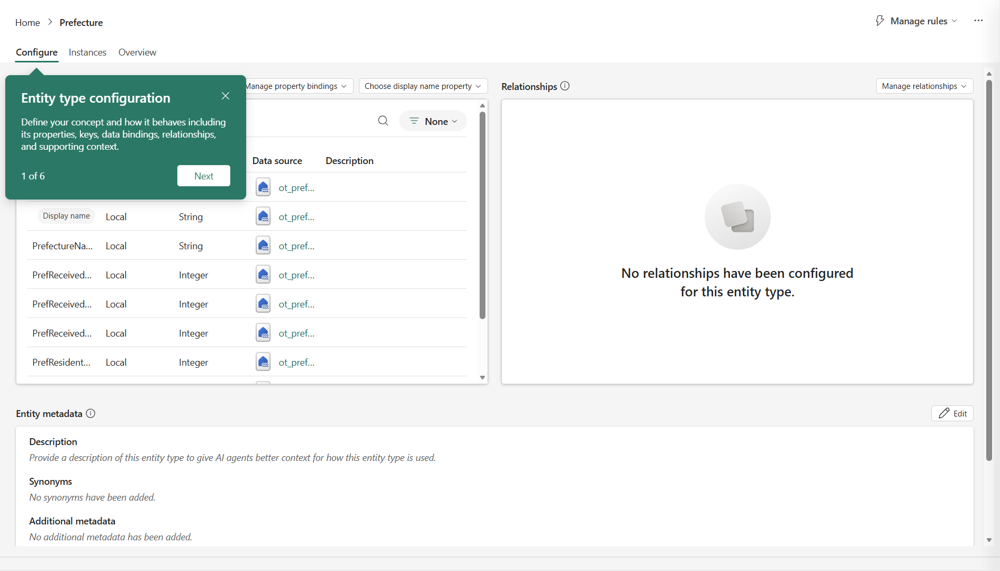 Home > Prefecture
Manage rules
...
Configure Instances Overview
Entity type configuration
Define your concept and how it behaves including
its properties, keys, data bindings, relationships,
and supporting context.
1 of 6
Next
Manage property bindings
Choose display name property
None
Data source Description
ot_pref...
Display name Local String ot_pref...
PrefectureNa... Local String ot_pref...
PrefReceived... Local Integer ot_pref...
PrefReceived... Local Integer ot_pref...
PrefReceived... Local Integer ot_pref...
PrefResident... Local Integer ot_pref...
Relationships
Manage relationships
No relationships have been configured
for this entity type.
Entity metadata
Edit
Description
Provide a description of this entity type to give AI agents better context for how this entity type is used.
Synonyms
No synonyms have been added.
Additional metadata
No additional metadata has been added.